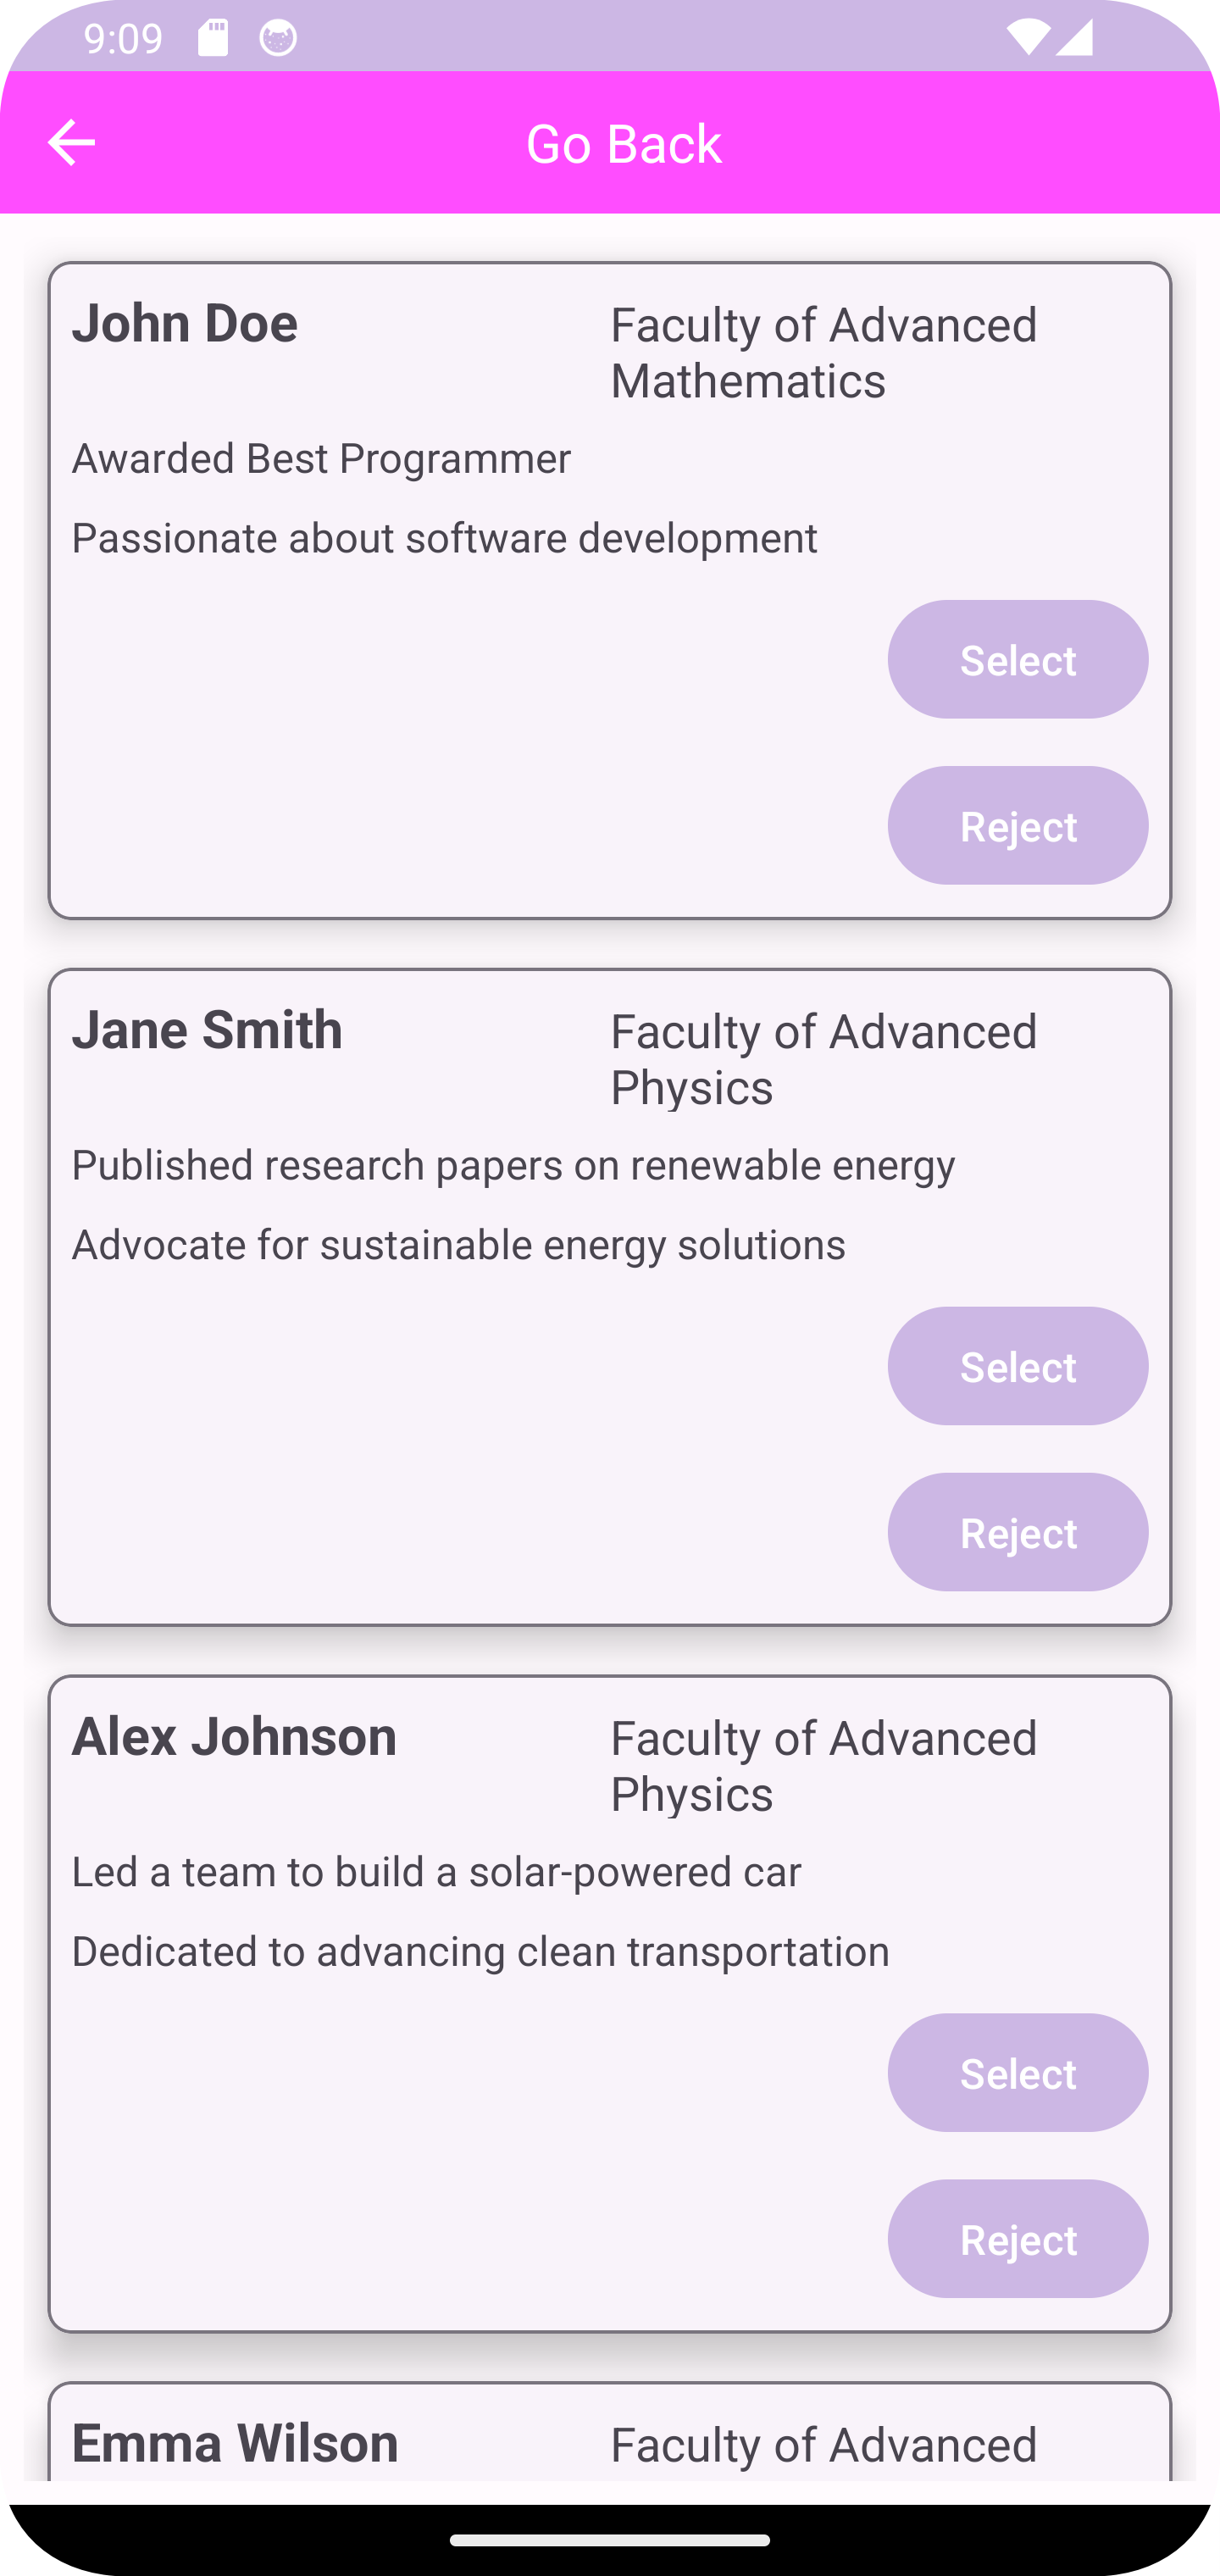 9:09
Go Back
John Doe
Faculty of Advanced
Mathematics
Awarded Best Programmer
Passionate about software development
Select
Reject
Jane Smith
Faculty of Advanced
Physics
Published research papers on renewable energy
Advocate for sustainable energy solutions
Select
Reject
Alex Johnson
Faculty of Advanced
Physics
Led a team to build a solar-powered car
Dedicated to advancing clean transportation
Select
Reject
Emma Wilson
Faculty of Advanced